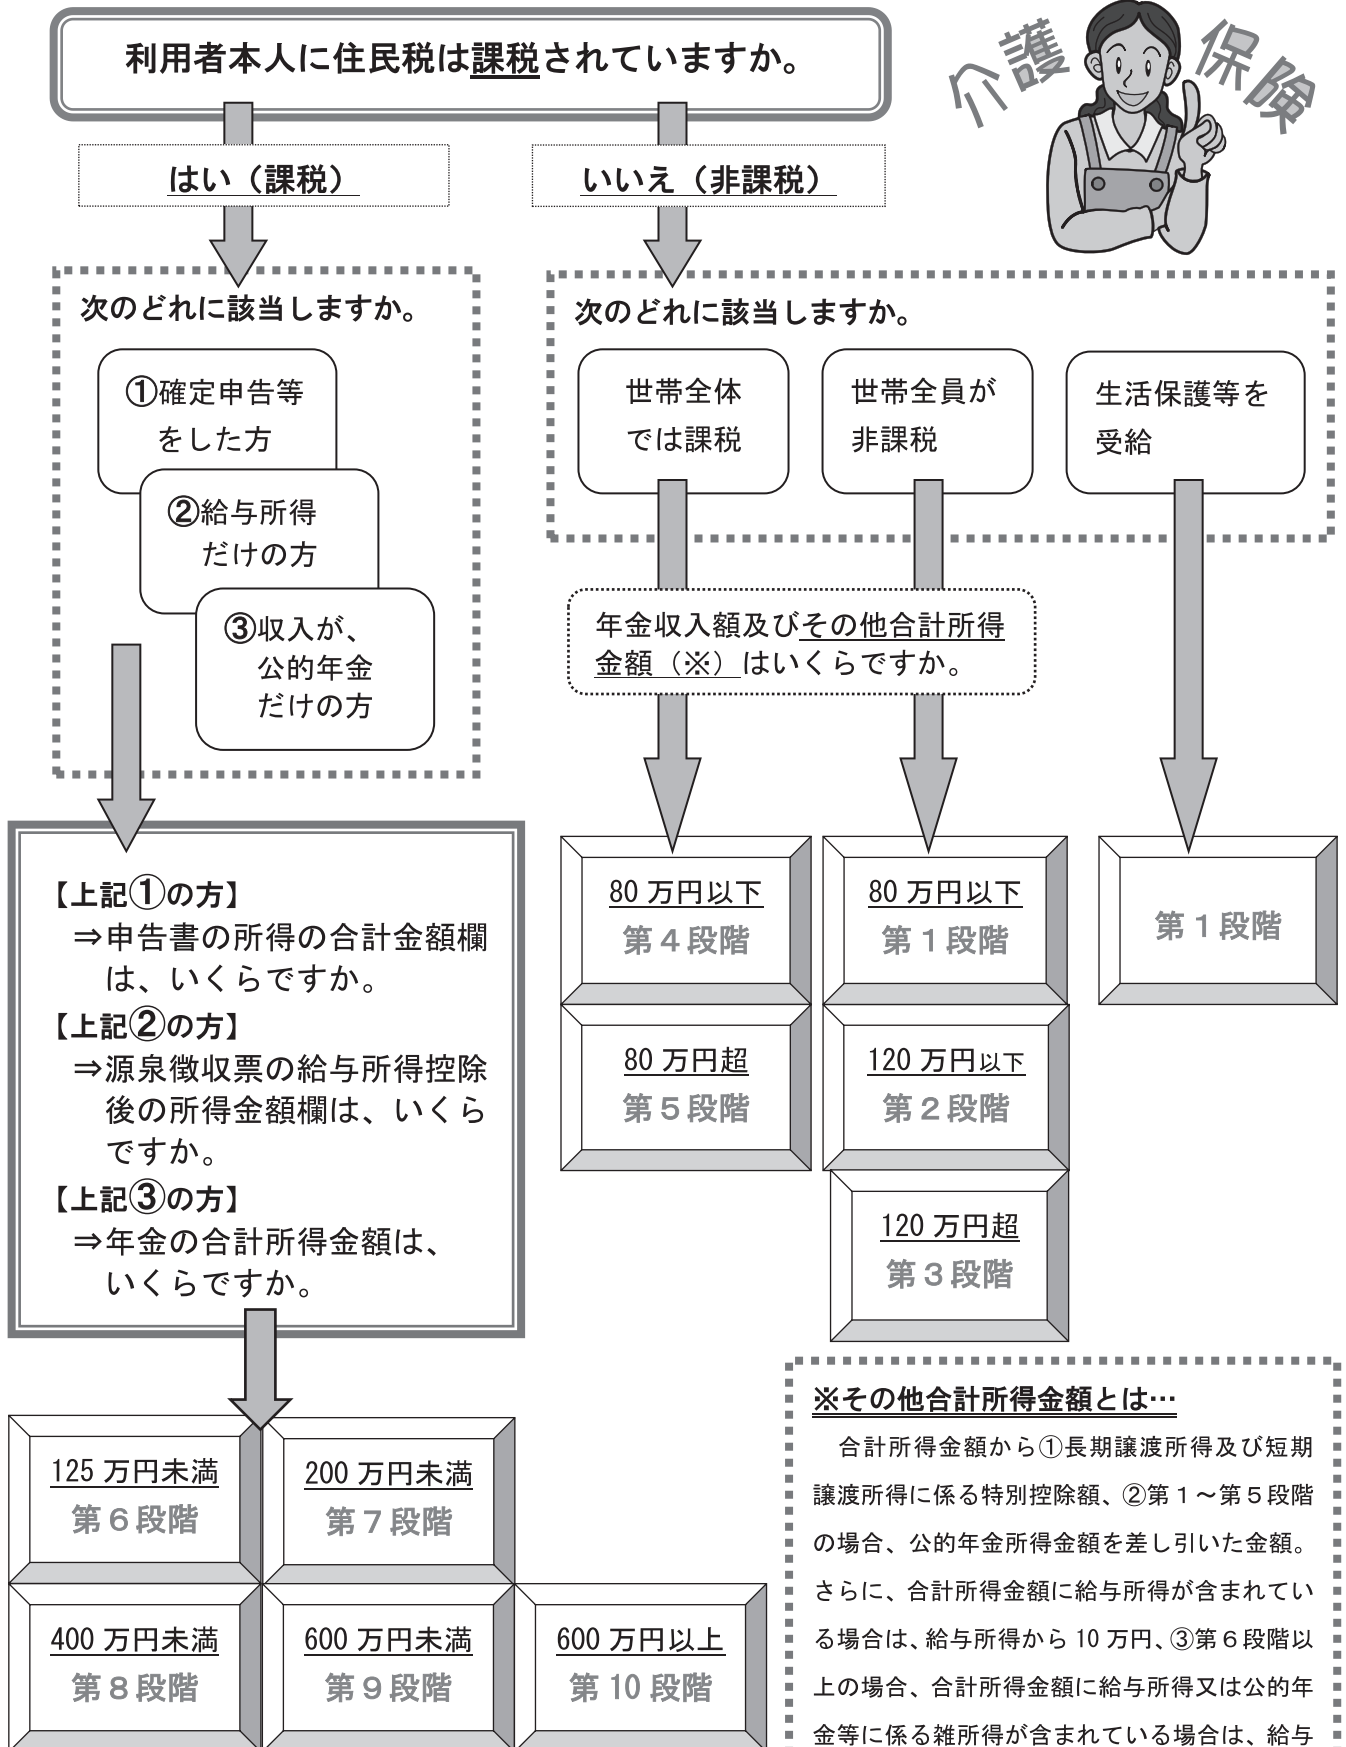 利用者本人に住民税は課税されていますか。
介護保険
はい（課税）
いいえ（非課税）
次のどれに該当しますか。
①確定申告等
をした方
②給与所得
だけの方
③収入が、
公的年金
だけの方
次のどれに該当しますか。
世帯全体
では課税
世帯全員が
非課税
生活保護等を
受給
年金収入額及びその他合計所得
金額（※）はいくらですか。
【上記①の方】
⇒申告書の所得の合計金額欄
は、いくらですか。
【上記②の方】
⇒源泉徴収票の給与所得控除
後の所得金額欄は、いくら
ですか。
【上記③の方】
⇒年金の合計所得金額は、
いくらですか。
80 万円以下
第４段階
80 万円超
第５段階
80 万円以下
第１段階
120 万円以下
第２段階
120 万円超
第３段階
第１段階
125 万円未満
第６段階
200 万円未満
第７段階
400 万円未満
第８段階
600 万円未満
第９段階
600 万円以上
第 10 段階
※その他合計所得金額とは…
合計所得金額から①長期譲渡所得及び短期
譲渡所得に係る特別控除額、②第１～第５段階
の場合、公的年金所得金額を差し引いた金額。
さらに、合計所得金額に給与所得が含まれてい
る場合は、給与所得から 10 万円、③第６段階以
上の場合、合計所得金額に給与所得又は公的年
金等に係る雑所得が含まれている場合は、給与